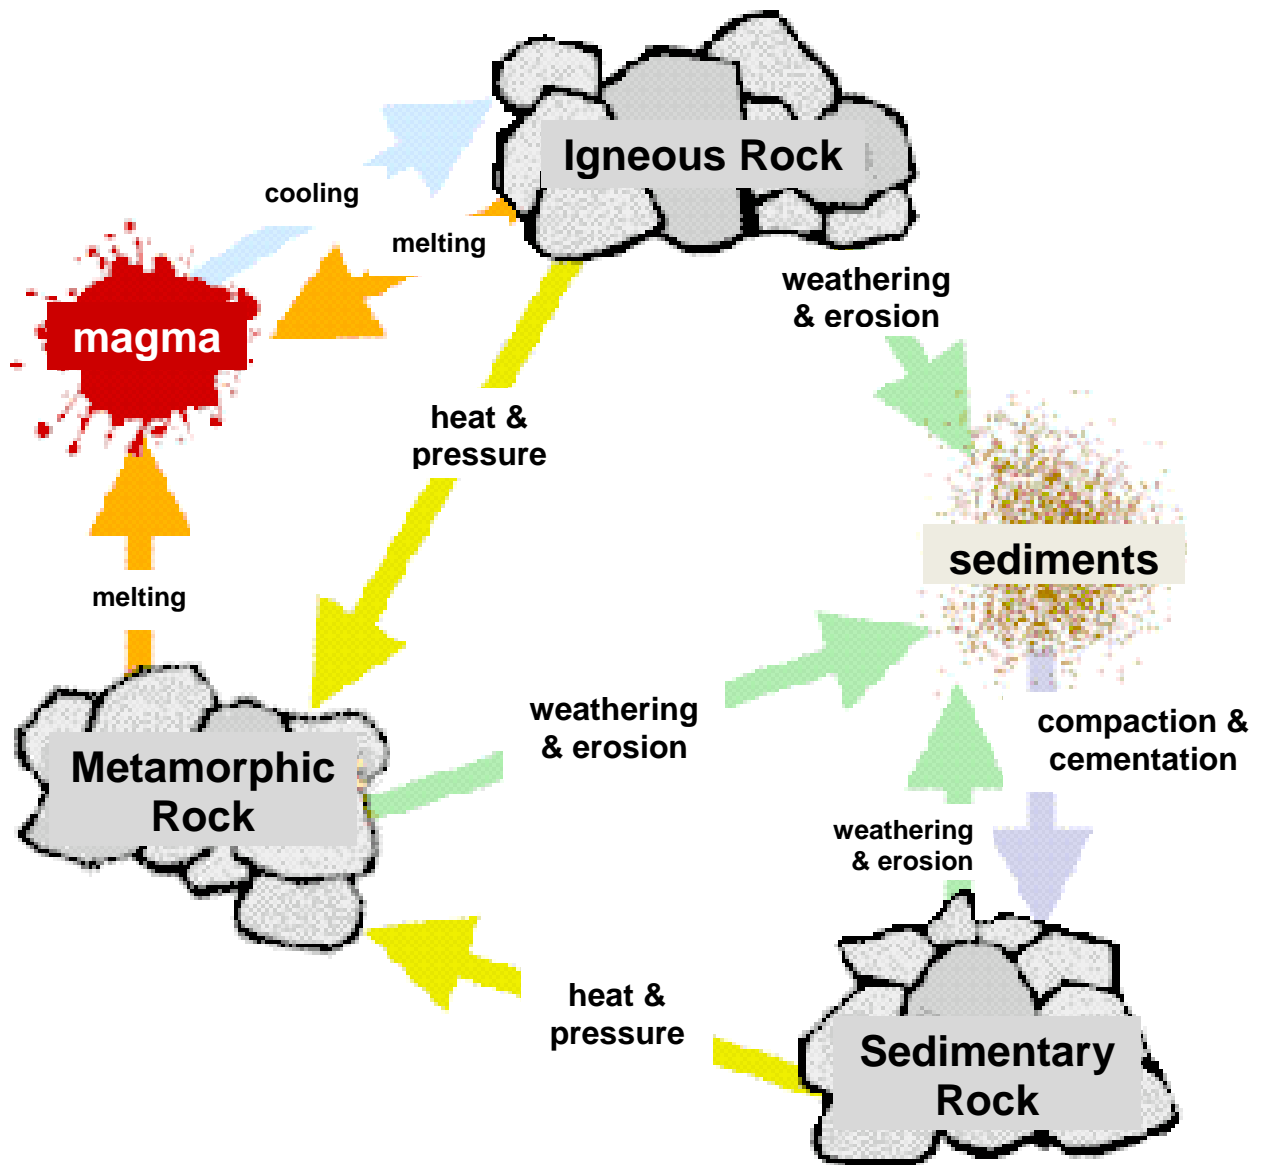 Igneous Rock
cooling
melting
weathering
& erosion
magma
heat &
pressure
sediments
melting
weathering
& erosion
compaction &
cementation
Metamorphic
Rock
weathering
& erosion
heat &
pressure
Sedimentary
Rock